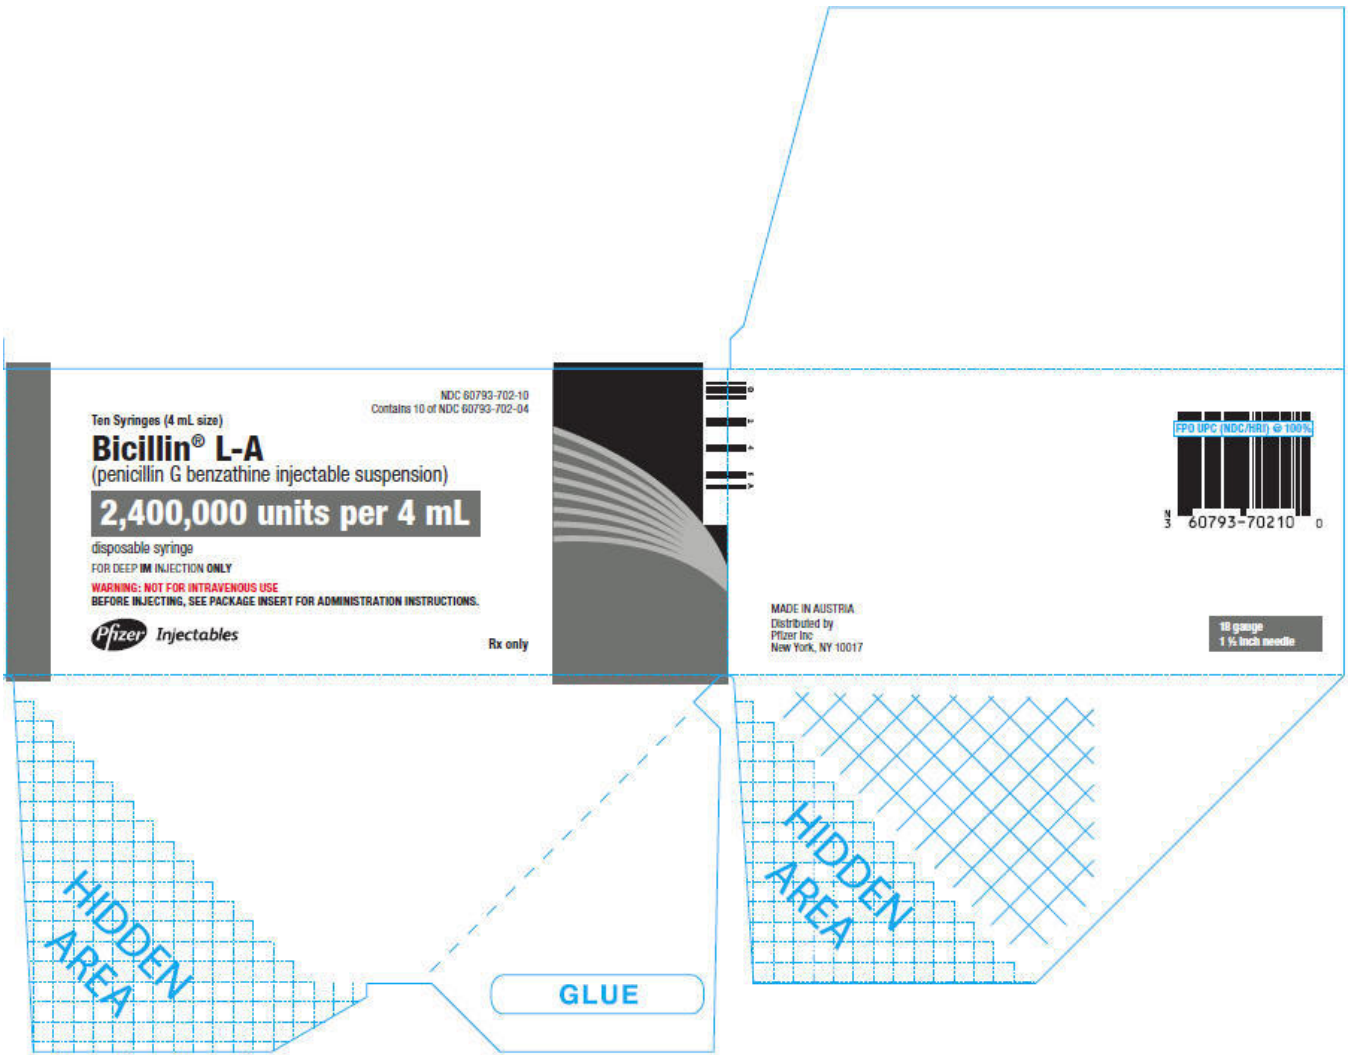 NDC 60793-702-10
Contains 10 of NDC 60793-702-04
Ten Syringes (4 mL size)
Bicillin® L-A
(penicillin G benzathine injectable suspension)
2,400,000 units per 4 mL
disposable syringe
FOR DEEP IM INJECTION ONLY
WARNING: NOT FOR INTRAVENOUS USE
BEFORE INJECTING, SEE PACKAGE INSERT FOR ADMINISTRATION INSTRUCTIONS.
Pfizer Injectables
Rx only
FPO UPC (NDC/HRI) @ 100%
N
3 60793-70210 0
MADE IN AUSTRIA
Distributed by
Pfizer Inc
New York, NY 10017
18 gauge
1 ½ inch needle
HIDDEN
AREA
HIDDEN
AREA
GLUE